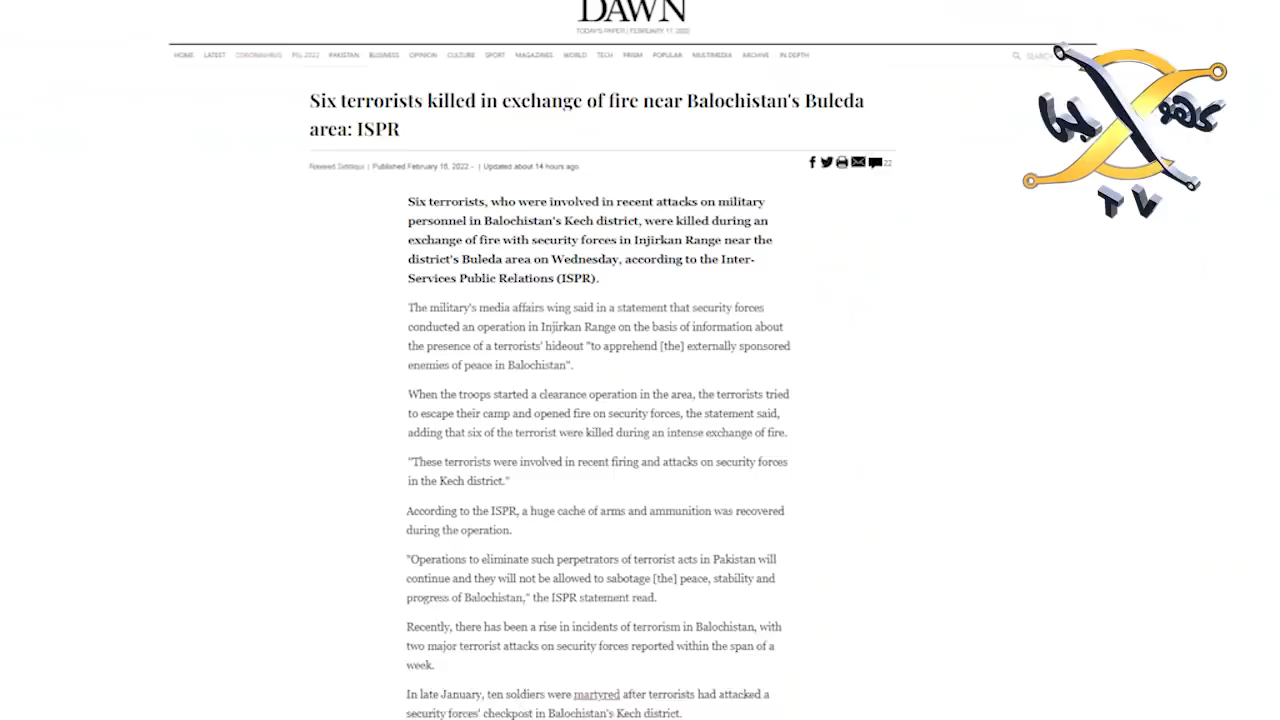 DAWN
TODAY'S PAPER | FEBRUARY 17, 2022
HOME LATEST CORONAVIRUS PSL 2022 PAKISTAN BUSINESS OPINION CULTURE SPORT MAGAZINES WORLD TECH PRISM POPULAR MULTIMEDIA ARCHIVE IN DEPTH SEARCH
Six terrorists killed in exchange of fire near Balochistan's Buleda
area: ISPR
Naveed Siddiqui | Published February 16, 2022 - | Updated about 14 hours ago
22
Six terrorists, who were involved in recent attacks on military
personnel in Balochistan's Kech district, were killed during an
exchange of fire with security forces in Injirkan Range near the
district's Buleda area on Wednesday, according to the Inter-
Services Public Relations (ISPR).
The military's media affairs wing said in a statement that security forces
conducted an operation in Injirkan Range on the basis of information about
the presence of a terrorists' hideout "to apprehend [the] externally sponsored
enemies of peace in Balochistan".
When the troops started a clearance operation in the area, the terrorists tried
to escape their camp and opened fire on security forces, the statement said,
adding that six of the terrorist were killed during an intense exchange of fire.
"These terrorists were involved in recent firing and attacks on security forces
in the Kech district."
According to the ISPR, a huge cache of arms and ammunition was recovered
during the operation.
"Operations to eliminate such perpetrators of terrorist acts in Pakistan will
continue and they will not be allowed to sabotage [the] peace, stability and
progress of Balochistan," the ISPR statement read.
Recently, there has been a rise in incidents of terrorism in Balochistan, with
two major terrorist attacks on security forces reported within the span of a
week.
In late January, ten soldiers were martyred after terrorists had attacked a
security forces' checkpost in Balochistan's Kech district.
TV